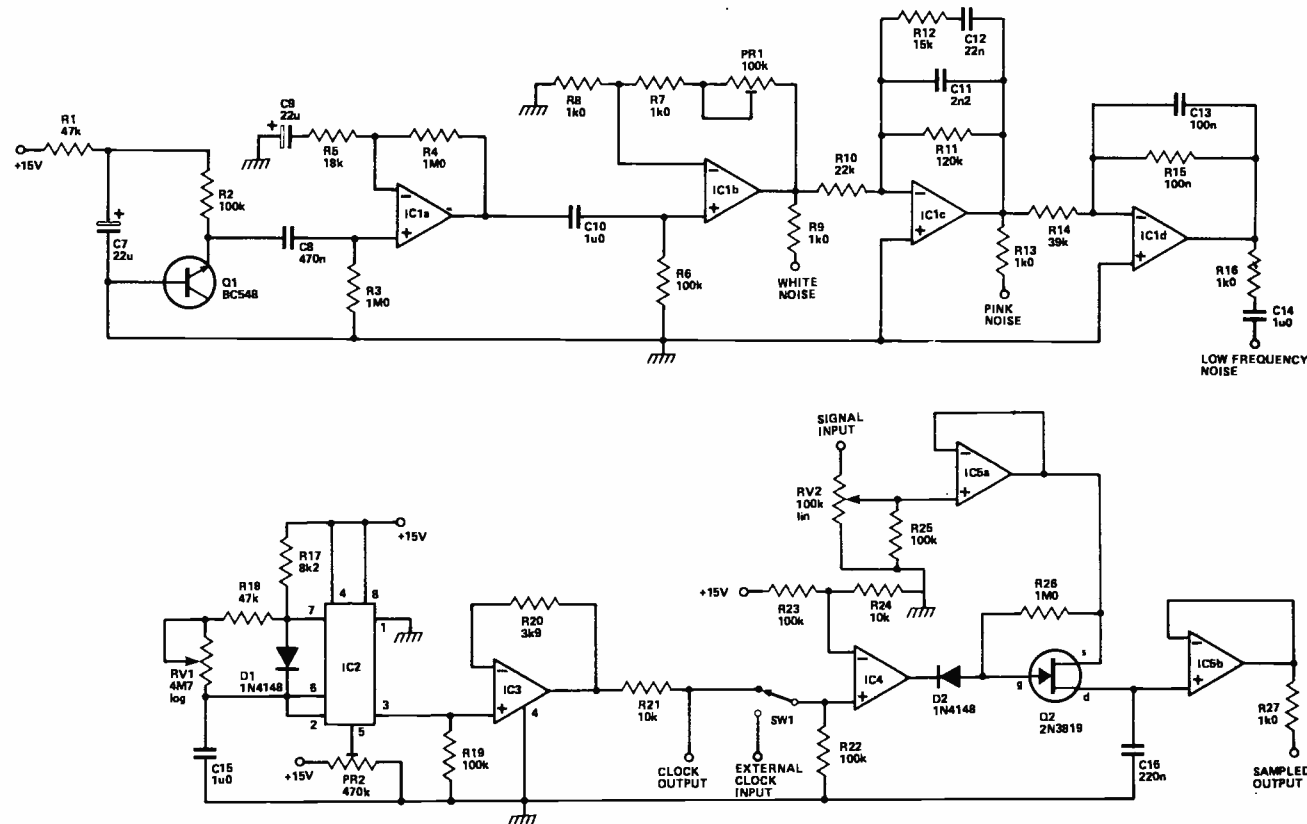 R12
15k
C12
22n
PR1
100k
R8
1k0
R7
1k0
C11
2n2
C13
100n
R1
47k
+15V
C9
22u
+
R5
18k
R4
1M0
R11
120k
R15
100n
R10
22k
R2
100k
IC1a
IC1b
IC1c
IC1d
C7
22u
+
Q1
BC548
C8
470n
R3
1M0
C10
1u0
R6
100k
R9
1k0
WHITE
NOISE
R13
1k0
PINK
NOISE
R14
39k
R16
1k0
C14
1u0
LOW FREQUENCY
NOISE
SIGNAL
INPUT
RV2
100k
lin
R25
100k
IC5a
+15V
R17
8k2
R18
47k
RV1
4M7
log
D1
1N4148
7
4
8
1
6
2
3
5
IC2
C15
1u0
+15V
PR2
470k
R19
100k
R20
3k9
IC3
4
R21
10k
CLOCK
OUTPUT
SW1
EXTERNAL
CLOCK
INPUT
R22
100k
+15V
R23
100k
R24
10k
IC4
D2
1N4148
R26
1M0
g
s
d
Q2
2N3819
C16
220n
IC5b
R27
1k0
SAMPLED
OUTPUT